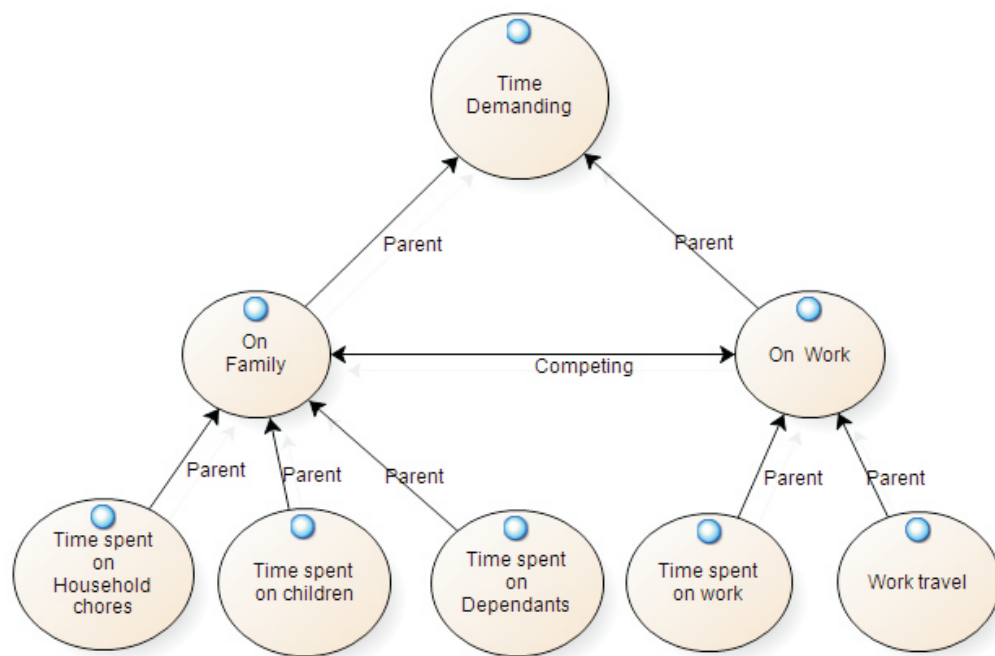 Time
Demanding
Parent
Parent
On
Family
On Work
Competing
Parent
Parent
Parent
Parent
Parent
Time spent
on
Household
chores
Time spent
on children
Time spent
on
Dependants
Time spent
on work
Work travel